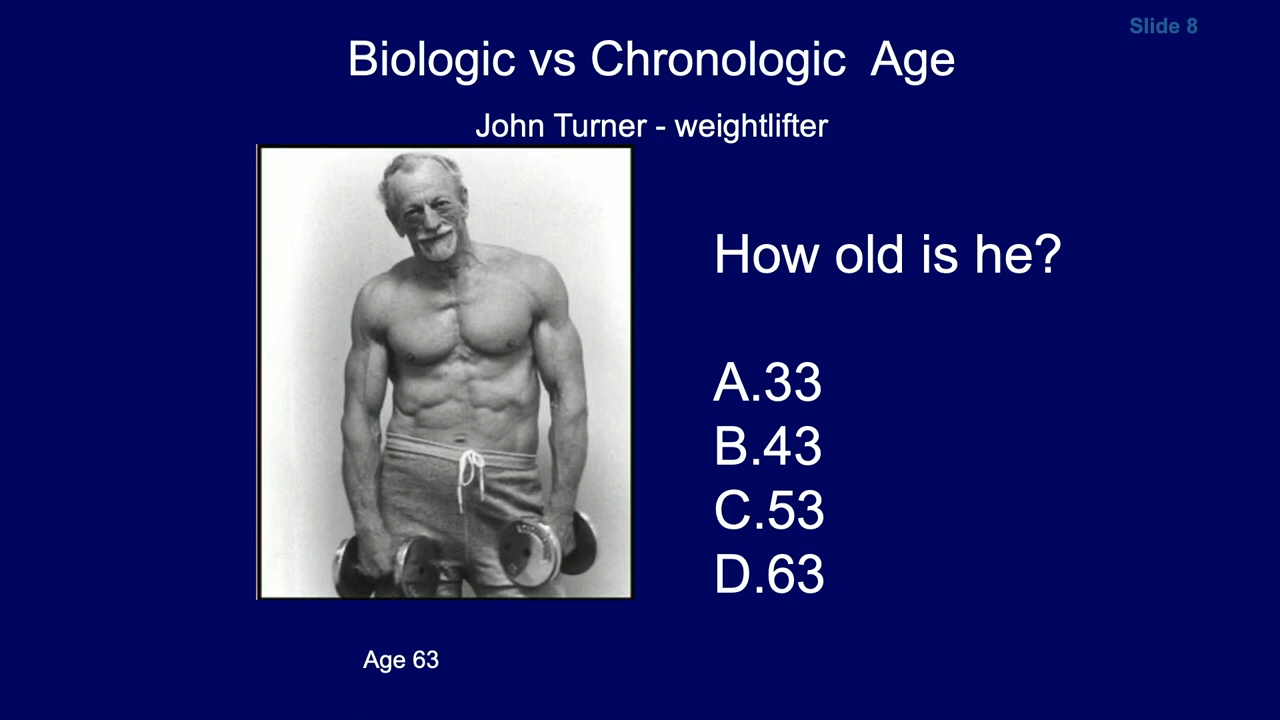 Slide 8
Biologic vs Chronologic Age
John Turner - weightlifter
How old is he?
A.33
B.43
C.53
D.63
Age 63